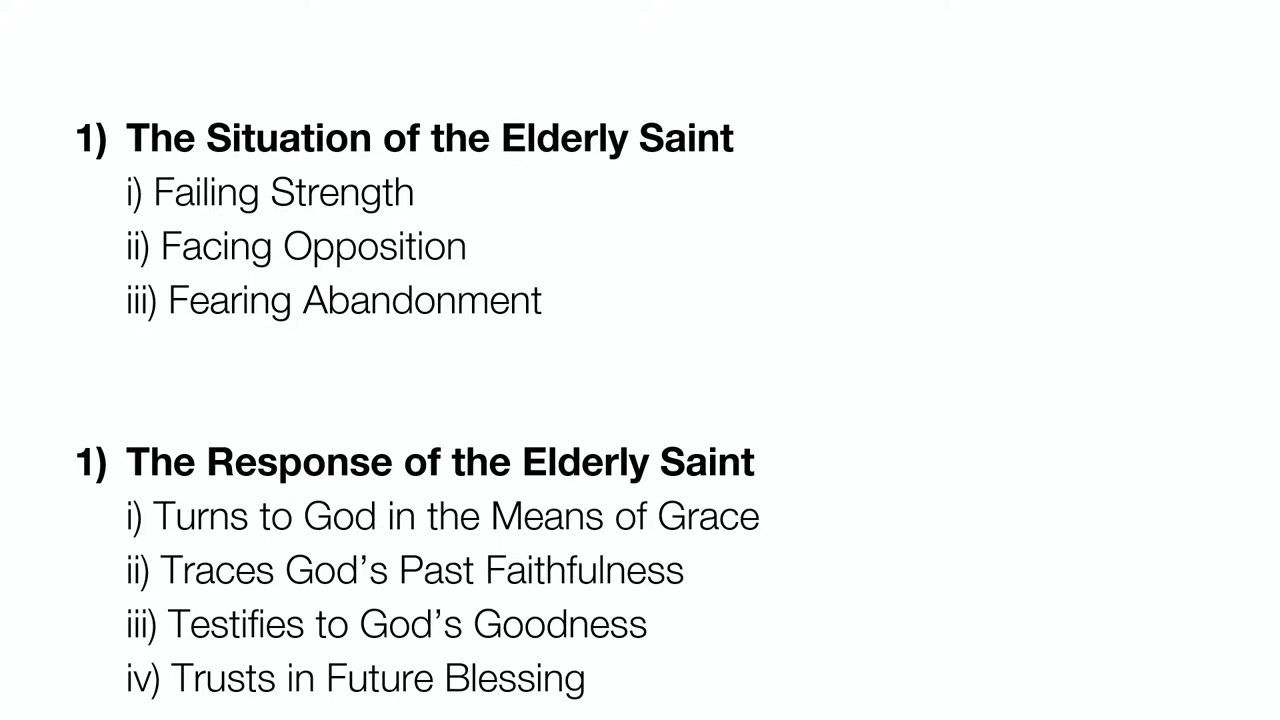 1) The Situation of the Elderly Saint
i) Failing Strength
ii) Facing Opposition
iii) Fearing Abandonment
1) The Response of the Elderly Saint
i) Turns to God in the Means of Grace
ii) Traces God’s Past Faithfulness
iii) Testifies to God’s Goodness
iv) Trusts in Future Blessing